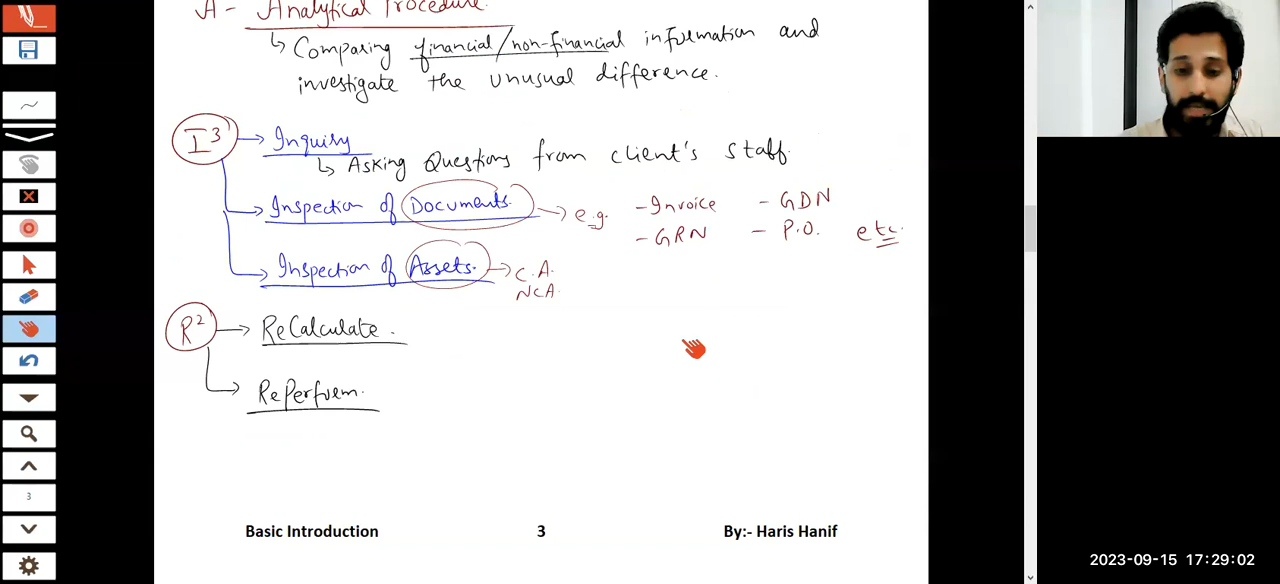 A - Analytical Procedure.
↳ Comparing financial/non-financial information and
investigate the unusual difference.
I³ → Inquiry
↳ Asking Questions from client's staff.
→ Inspection of Documents. → e.g. - Invoice - GDN
- GRN - P.O. etc.
→ Inspection of Assets. → C.A.
NCA.
R² → ReCalculate.
→ RePerfoem.
3
Basic Introduction 3 By:- Haris Hanif
2023-09-15 17:29:02